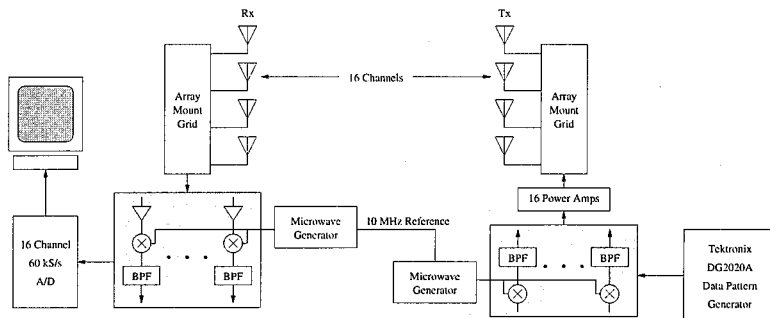 Rx
Tx
16 Channels
Array
Mount
Grid
Array
Mount
Grid
16 Power Amps
Microwave
Generator
10 MHz Reference
16 Channel
60 kS/s
A/D
BPF
BPF
BPF
BPF
Microwave
Generator
Tektronix
DG2020A
Data Pattern
Generator